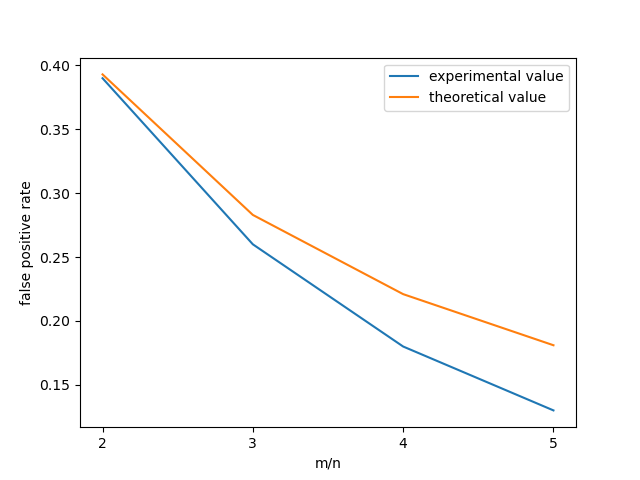 0.40
0.35
0.30
0.25
0.20
0.15
false positive rate
experimental value
theoretical value
2 3 4 5
m/n